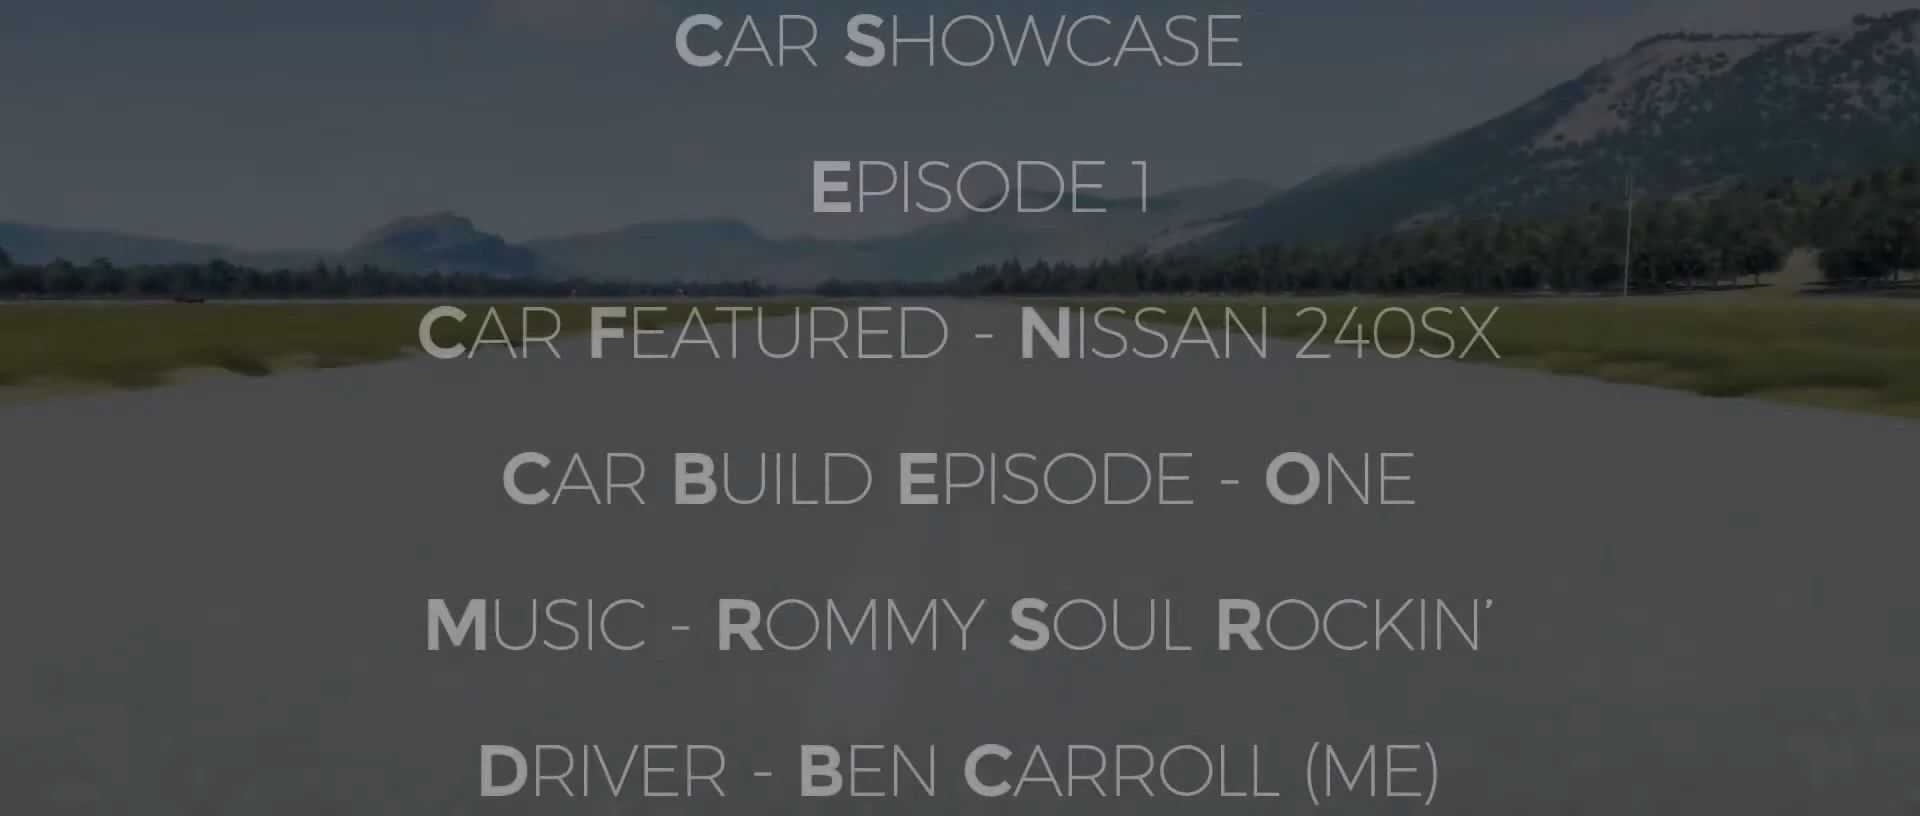 CAR SHOWCASE
EPISODE 1
CAR FEATURED - NISSAN 240SX
CAR BUILD EPISODE - ONE
MUSIC - ROMMY SOUL ROCKIN'
DRIVER - BEN CARROLL (ME)